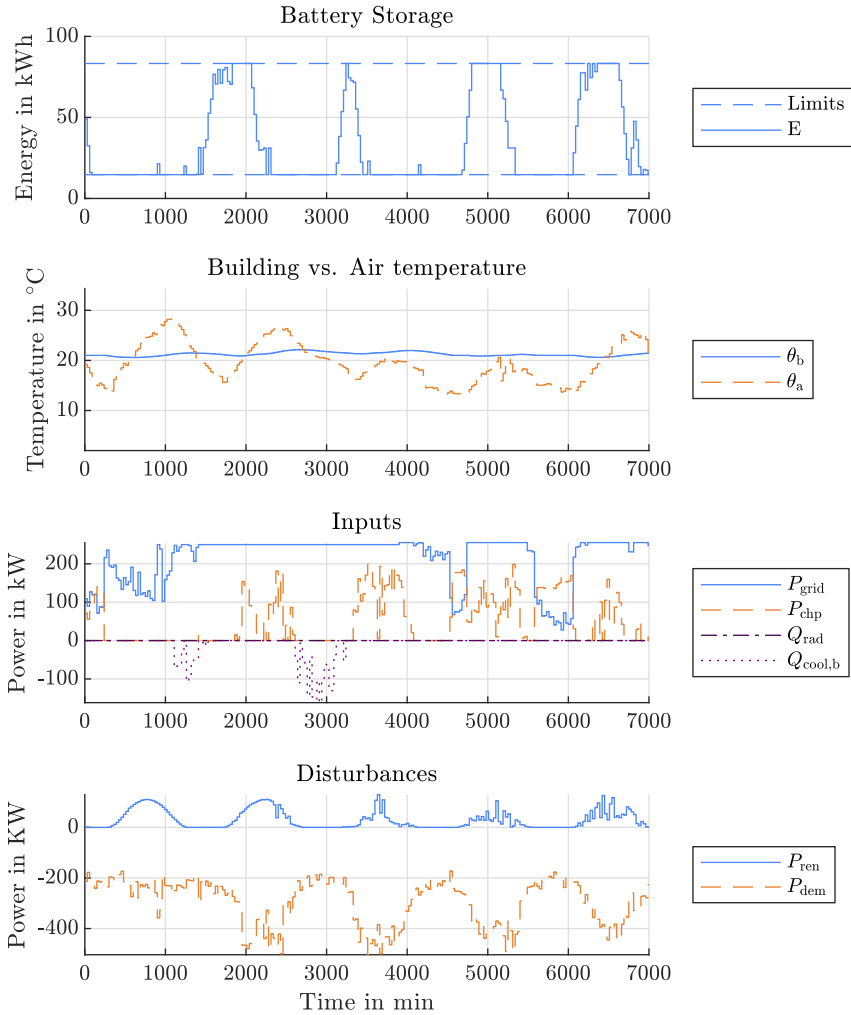 Battery Storage
Energy in kWh
100
50
0
0 1000 2000 3000 4000 5000 6000 7000
Limits
E
Building vs. Air temperature
Temperature in °C
30
20
10
0 1000 2000 3000 4000 5000 6000 7000
θb
θa
Inputs
Power in kW
200
100
0
-100
0 1000 2000 3000 4000 5000 6000 7000
Pgrid
Pchp
Qrad
Qcool,b
Disturbances
Power in KW
0
-200
-400
0 1000 2000 3000 4000 5000 6000 7000
Time in min
Pren
Pdem